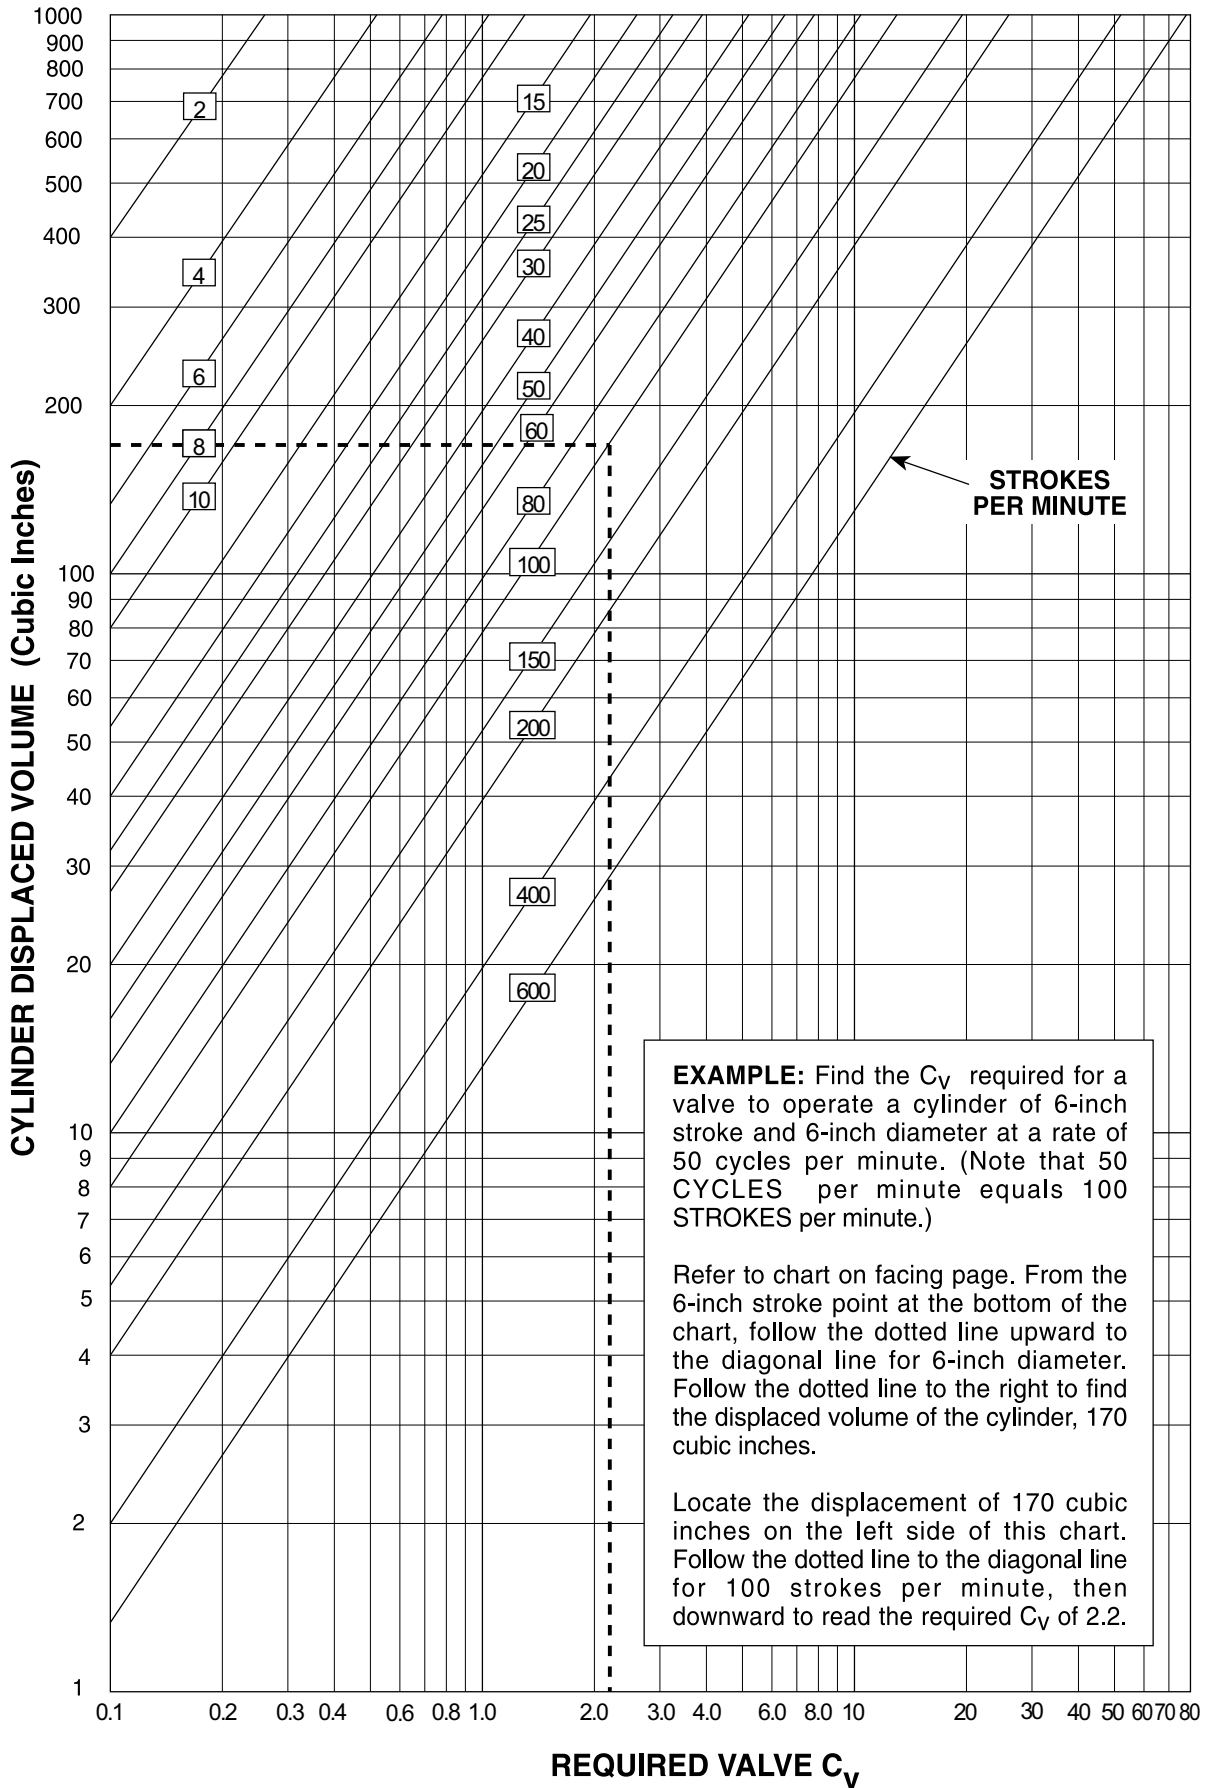 1000
900
800
700
600
500
400
300
200
100
90
80
70
60
50
40
30
20
10
9
8
7
6
5
4
3
2
1
CYLINDER DISPLACED VOLUME (Cubic Inches)
2
4
6
8
10
15
20
25
30
40
50
60
80
100
150
200
400
600
STROKES
PER MINUTE
EXAMPLE: Find the CV required for a
valve to operate a cylinder of 6-inch
stroke and 6-inch diameter at a rate of
50 cycles per minute. (Note that 50
CYCLES per minute equals 100
STROKES per minute.)
Refer to chart on facing page. From the
6-inch stroke point at the bottom of the
chart, follow the dotted line upward to
the diagonal line for 6-inch diameter.
Follow the dotted line to the right to find
the displaced volume of the cylinder, 170
cubic inches.
Locate the displacement of 170 cubic
inches on the left side of this chart.
Follow the dotted line to the diagonal line
for 100 strokes per minute, then
downward to read the required CV of 2.2.
0.1 0.2 0.3 0.4 0.6 0.8 1.0 2.0 3.0 4.0 6.0 8.0 10 20 30 40 50 60 70 80
REQUIRED VALVE CV